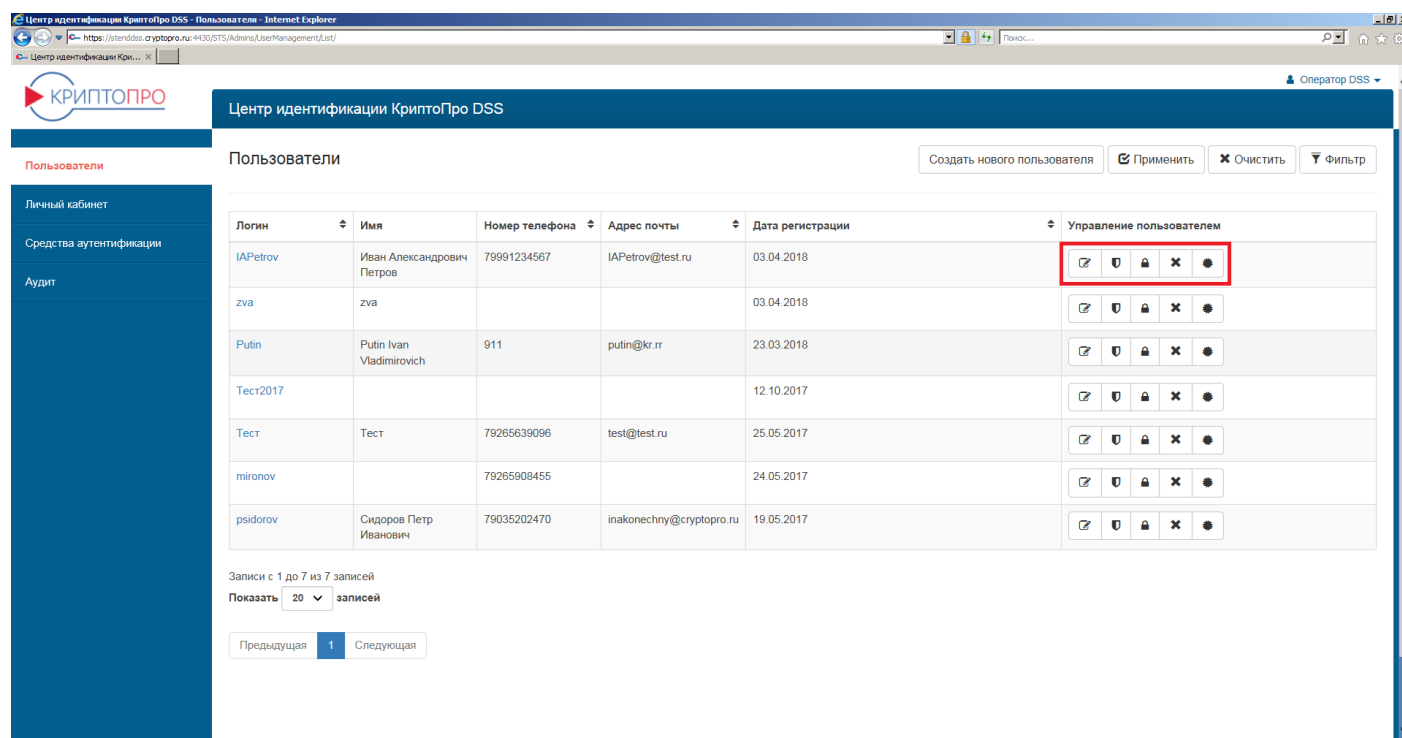 Центр идентификации КриптоПро DSS - Пользователи - Internet Explorer
https://stenddss.cryptopro.ru:4430/STS/Admins/UserManagement/List/
Поиск...
Центр идентификации Кри...
Оператор DSS
КРИПТОПРО
Центр идентификации КриптоПро DSS
Пользователи
Личный кабинет
Средства аутентификации
Аудит
Пользователи
Создать нового пользователя Применить Очистить Фильтр
Логин Имя Номер телефона Адрес почты Дата регистрации Управление пользователем
IAPetrov Иван Александрович Петров 79991234567 IAPetrov@test.ru 03.04.2018
zva zva 03.04.2018
Putin Putin Ivan Vladimirovich 911 putin@kr.rr 23.03.2018
Тест2017 12.10.2017
Тест Тест 79265639096 test@test.ru 25.05.2017
mironov 79265908455 24.05.2017
psidorov Сидоров Петр Иванович 79035202470 inakonechny@cryptopro.ru 19.05.2017
Записи с 1 до 7 из 7 записей
Показать 20 записей
Предыдущая 1 Следующая